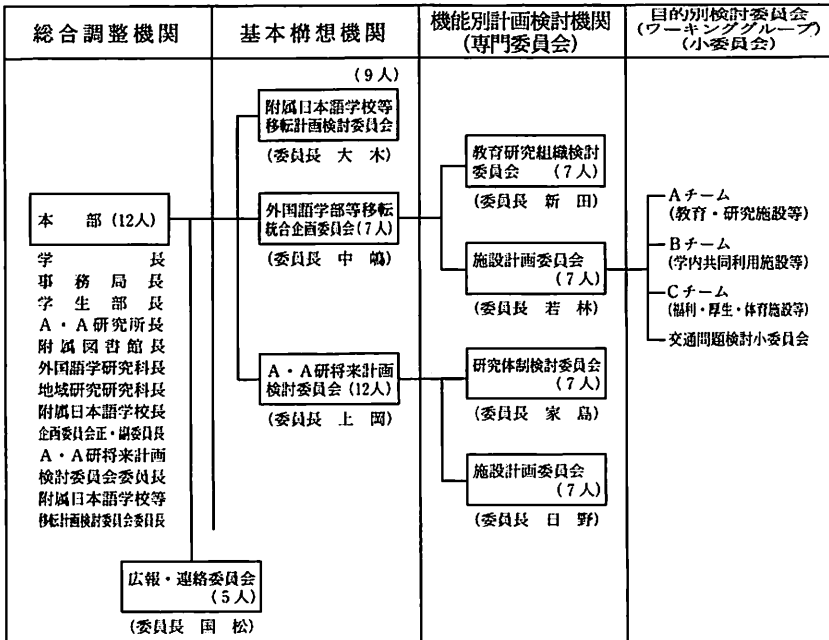 総合調整機関
基本構想機関
機能別計画検討機関
(専門委員会)
目的別検討委員会
(ワーキンググループ)
(小委員会)
本　部 (12人)
学長
事務局長
学生部長
A・A研究所長
附属図書館長
外国語学研究科長
地域研究研究科長
附属日本語学校長
企画委員会正・副委員長
A・A研将来計画
検討委員会委員長
附属日本語学校等
移転計画検討委員会委員長
広報・連絡委員会
(5人)
(委員長　国　松)
(9人)
附属日本語学校等
移転計画検討委員会
(委員長　大　木)
外国語学部等移転
統合企画委員会(7人)
(委員長　中　嶋)
A・A研将来計画
検討委員会 (12人)
(委員長　上　岡)
教育研究組織検討
委員会　(7人)
(委員長　新　田)
施設計画委員会
(7人)
(委員長　若　林)
研究体制検討委員会
(7人)
(委員長　家　島)
施設計画委員会
(7人)
(委員長　日　野)
Aチーム
(教育・研究施設等)
Bチーム
(学内共同利用施設等)
Cチーム
(福利・厚生・体育施設等)
交通問題検討小委員会